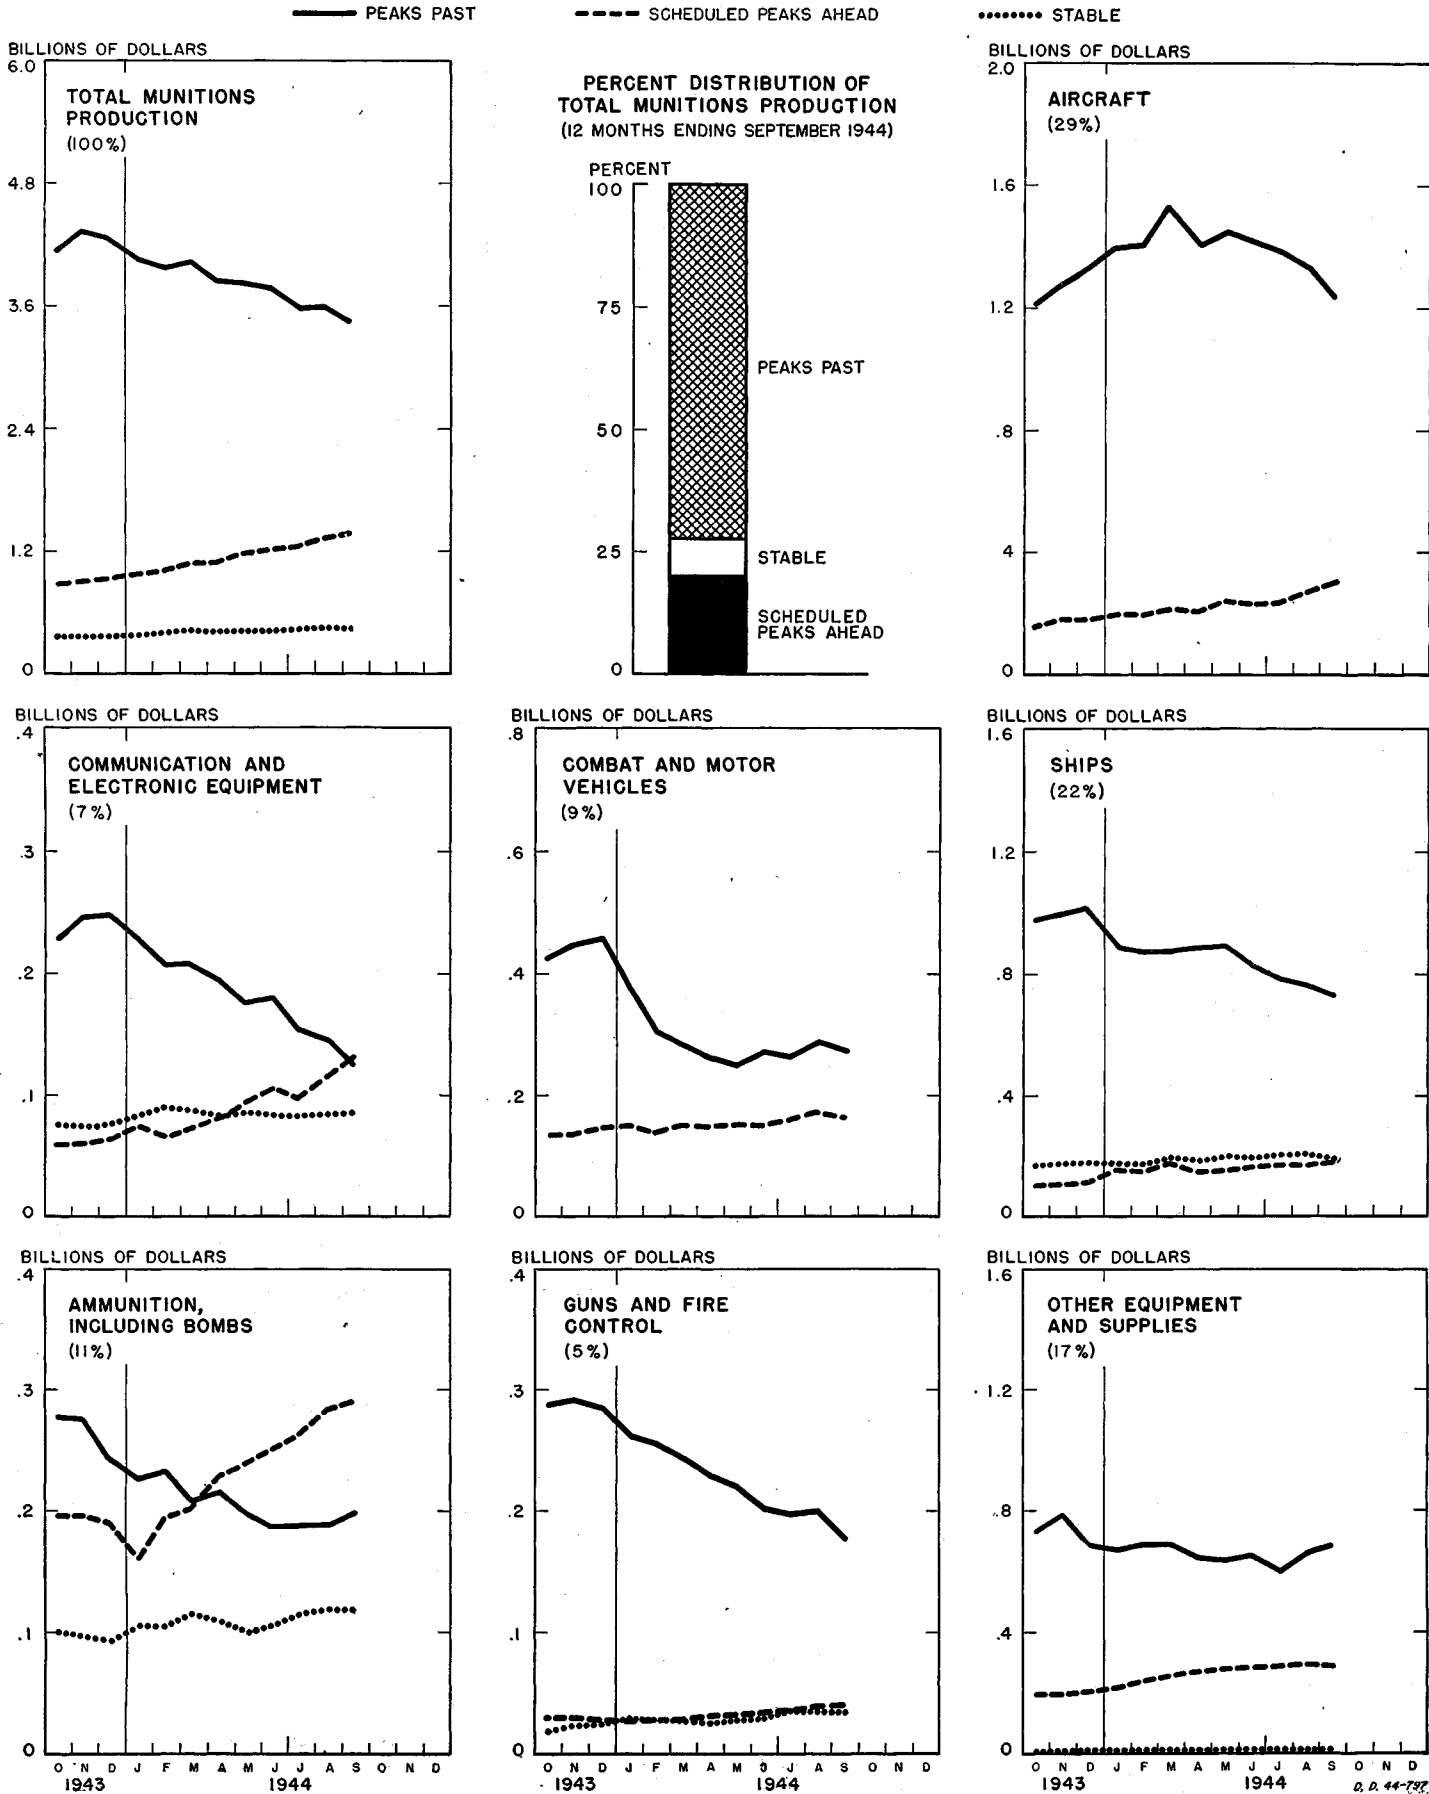 PEAKS PAST
SCHEDULED PEAKS AHEAD
STABLE
BILLIONS OF DOLLARS
6.0
4.8
3.6
2.4
1.2
0
TOTAL MUNITIONS
PRODUCTION
(100%)
PERCENT DISTRIBUTION OF
TOTAL MUNITIONS PRODUCTION
(12 MONTHS ENDING SEPTEMBER 1944)
PERCENT
100
75
50
25
0
PEAKS PAST
STABLE
SCHEDULED
PEAKS AHEAD
BILLIONS OF DOLLARS
2.0
1.6
1.2
.8
4
0
AIRCRAFT
(29%)
BILLIONS OF DOLLARS
.4
.3
.2
.1
0
COMMUNICATION AND
ELECTRONIC EQUIPMENT
(7%)
BILLIONS OF DOLLARS
.8
.6
.4
.2
0
COMBAT AND MOTOR
VEHICLES
(9%)
BILLIONS OF DOLLARS
1.6
1.2
.8
.4
0
SHIPS
(22%)
BILLIONS OF DOLLARS
.4
.3
.2
.1
0
AMMUNITION,
INCLUDING BOMBS
(11%)
O N D J F M A M J J A S O N D
1943 1944
BILLIONS OF DOLLARS
.4
.3
.2
.1
0
GUNS AND FIRE
CONTROL
(5%)
O N D J F M A M J J A S O N D
1943 1944
BILLIONS OF DOLLARS
1.6
1.2
.8
.4
0
OTHER EQUIPMENT
AND SUPPLIES
(17%)
O N D J F M A M J J A S O N D
1943 1944
D.D. 44-797